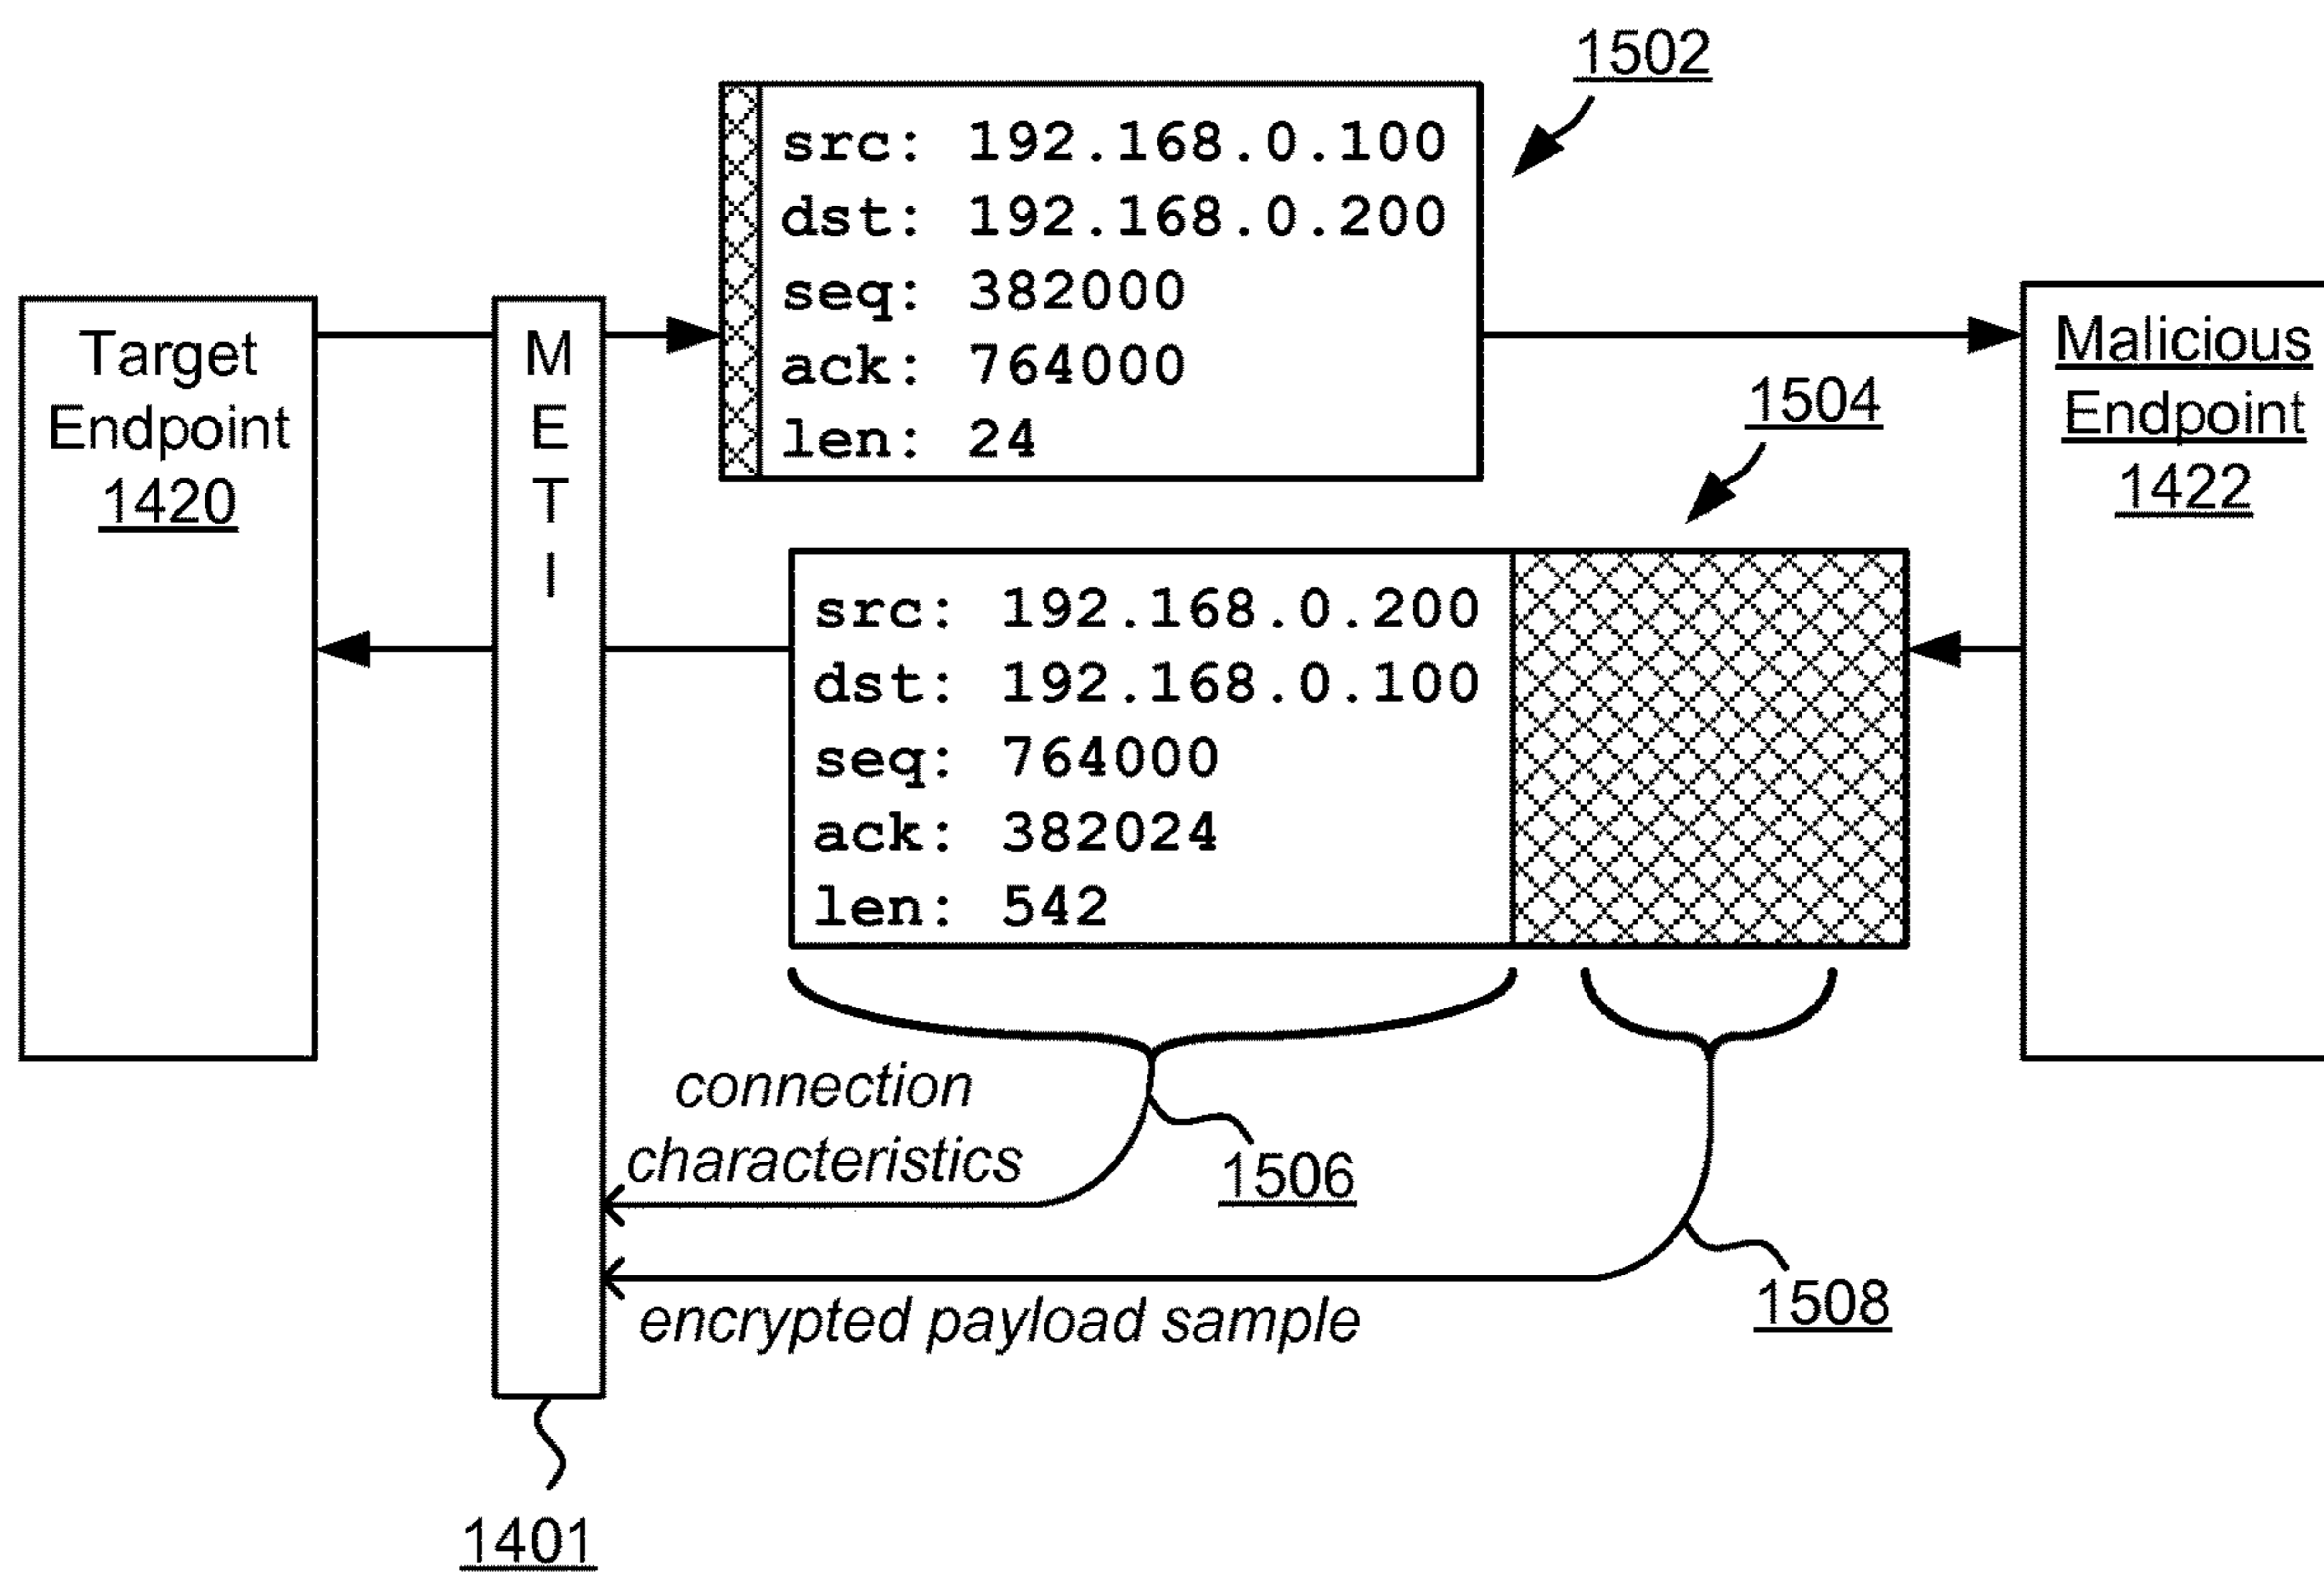 1502
src: 192.168.0.100
dst: 192.168.0.200
seq: 382000
ack: 764000
len: 24
Target
Endpoint
1420
M
E
T
I
Malicious
Endpoint
1422
1504
src: 192.168.0.200
dst: 192.168.0.100
seq: 764000
ack: 382024
len: 542
connection
characteristics
1506
encrypted payload sample
1508
1401